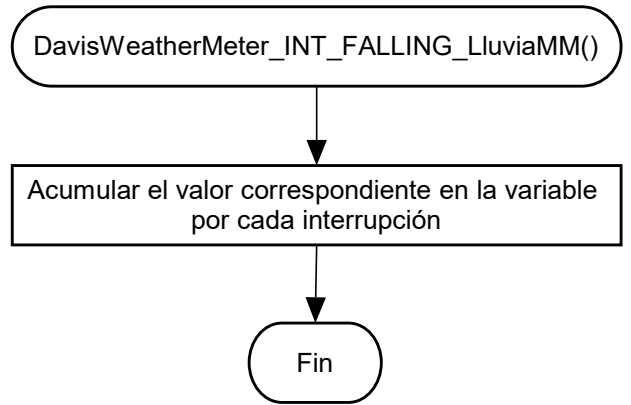 DavisWeatherMeter_INT_FALLING_LluviaMM()
Acumular el valor correspondiente en la variable
por cada interrupción
Fin